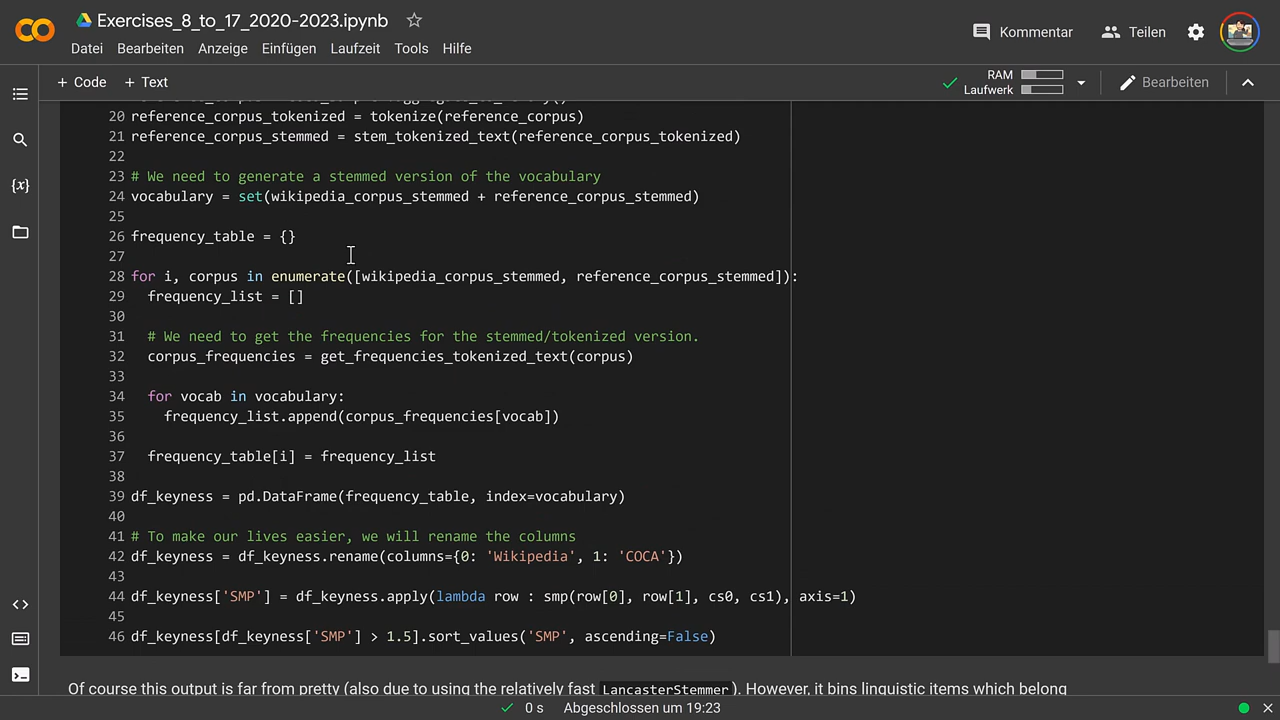 Exercises_8_to_17_2020-2023.ipynb
Kommentar
Teilen
Datei Bearbeiten Anzeige Einfügen Laufzeit Tools Hilfe
+ Code + Text
RAM
Laufwerk
Bearbeiten
20 reference_corpus_tokenized = tokenize(reference_corpus)
21 reference_corpus_stemmed = stem_tokenized_text(reference_corpus_tokenized)
22
23 # We need to generate a stemmed version of the vocabulary
24 vocabulary = set(wikipedia_corpus_stemmed + reference_corpus_stemmed)
25
26 frequency_table = {}
27
28 for i, corpus in enumerate([wikipedia_corpus_stemmed, reference_corpus_stemmed]):
29 frequency_list = []
30
31 # We need to get the frequencies for the stemmed/tokenized version.
32 corpus_frequencies = get_frequencies_tokenized_text(corpus)
33
34 for vocab in vocabulary:
35 frequency_list.append(corpus_frequencies[vocab])
36
37 frequency_table[i] = frequency_list
38
39 df_keyness = pd.DataFrame(frequency_table, index=vocabulary)
40
41 # To make our lives easier, we will rename the columns
42 df_keyness = df_keyness.rename(columns={0: 'Wikipedia', 1: 'COCA'})
43
44 df_keyness['SMP'] = df_keyness.apply(lambda row : smp(row[0], row[1], cs0, cs1), axis=1)
45
46 df_keyness[df_keyness['SMP'] > 1.5].sort_values('SMP', ascending=False)
Of course this output is far from pretty (also due to using the relatively fast LancasterStemmer). However, it bins linguistic items which belong
0 s Abgeschlossen um 19:23